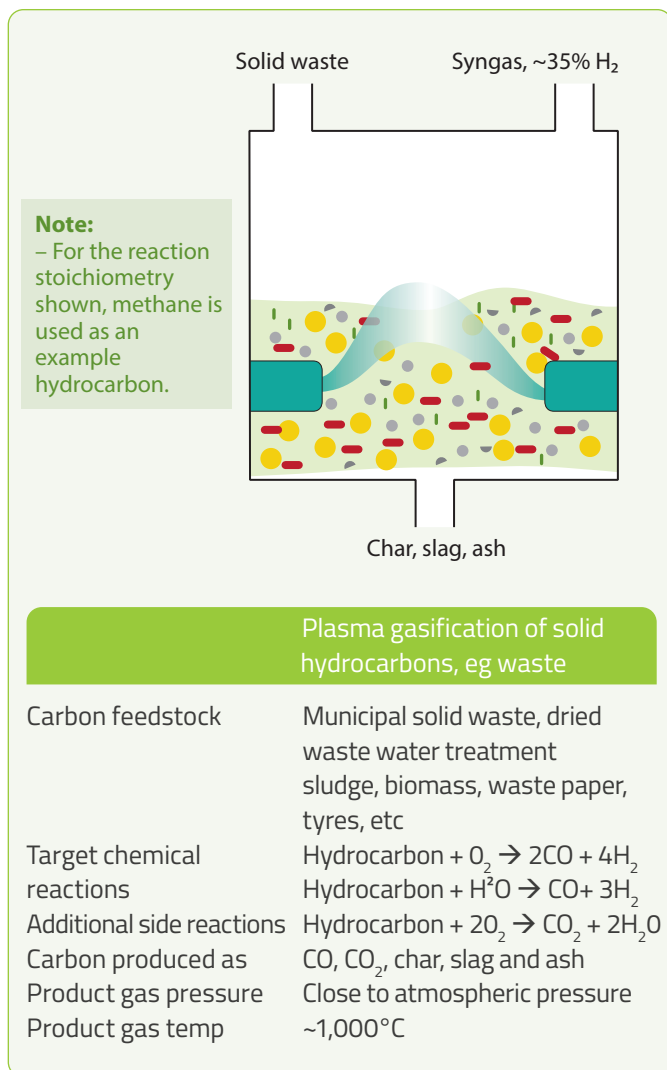 Solid waste
Syngas, ~35% H₂
Note:
– For the reaction
stoichiometry
shown, methane is
used as an
example
hydrocarbon.
Char, slag, ash
Plasma gasification of solid
hydrocarbons, eg waste
Carbon feedstock Municipal solid waste, dried
waste water treatment
sludge, biomass, waste paper,
tyres, etc
Target chemical Hydrocarbon + O₂ → 2CO + 4H₂
reactions Hydrocarbon + H²O → CO+ 3H₂
Additional side reactions Hydrocarbon + 2O₂ → CO₂ + 2H₂0
Carbon produced as CO, CO₂, char, slag and ash
Product gas pressure Close to atmospheric pressure
Product gas temp ~1,000°C